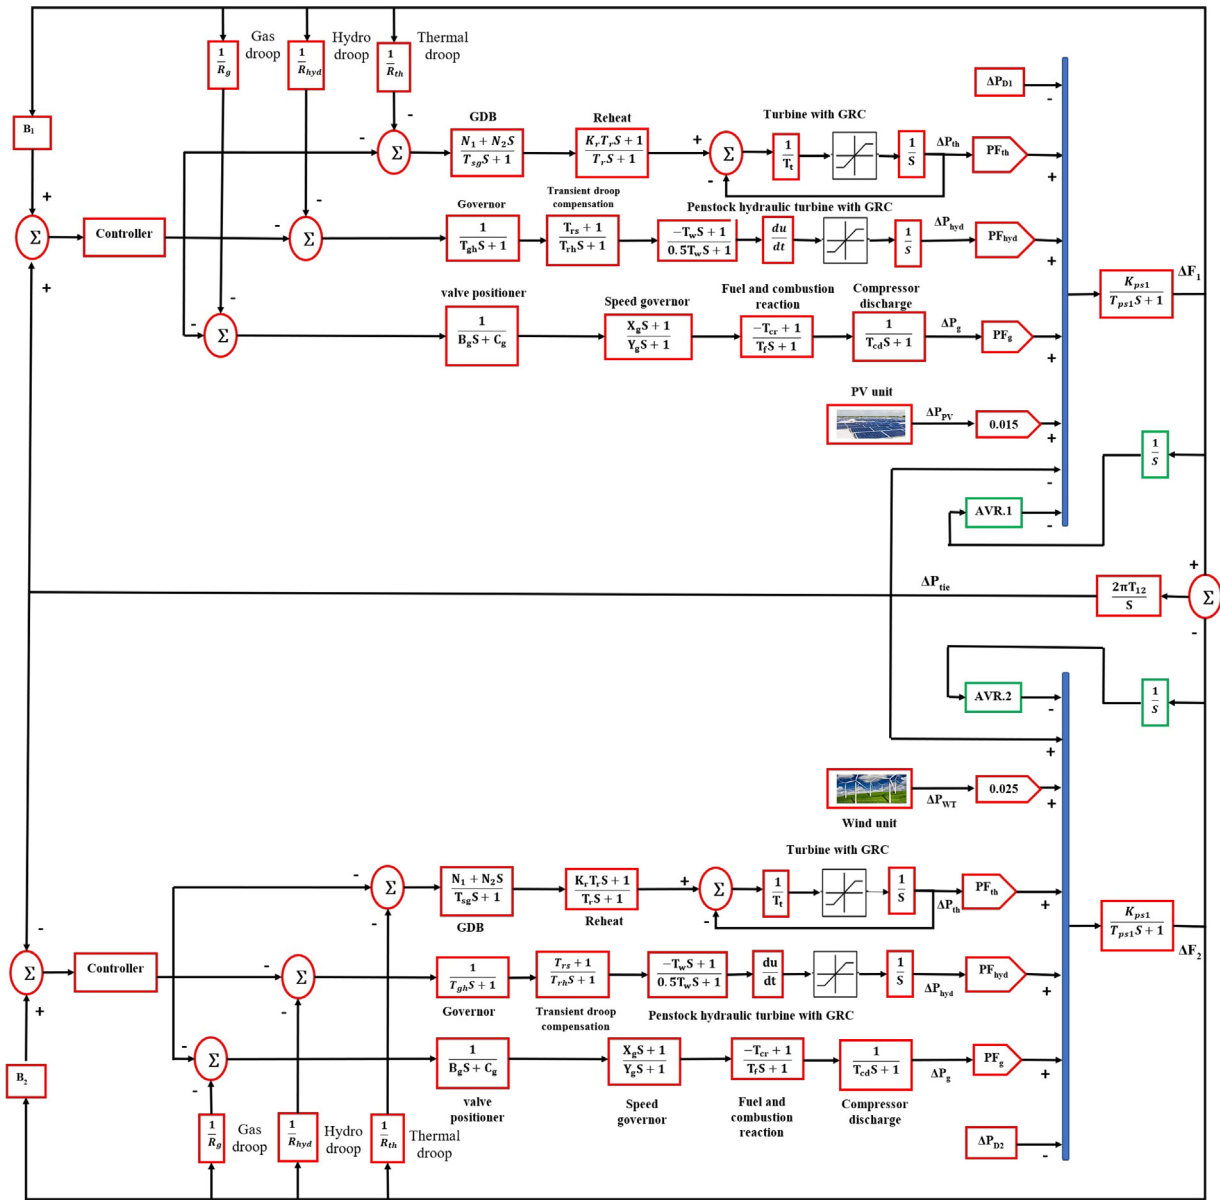 Gas
droop
Hydro
droop
Thermal
droop
1
R_g
1
R_hyd
1
R_th
B₁
ΔP_D1
-
GDB
Reheat
Turbine with GRC
- -
Σ
N₁ + N₂S
T_sgS + 1
K_rT_rS + 1
T_rS + 1
+
Σ
-
1
T_t
1
S
ΔP_th
PF_th
+
+
Σ
+
Controller
- -
Σ
Governor
1
T_ghS + 1
Transient droop
compensation
T_rs + 1
T_rhS + 1
Penstock hydraulic turbine with GRC
-T_wS + 1
0.5T_wS + 1
du
dt
1
S
ΔP_hyd
PF_hyd
+
K_ps1
T_ps1S + 1
ΔF₁
- -
Σ
valve positioner
1
B_gS + C_g
Speed governor
X_gS + 1
Y_gS + 1
Fuel and combustion
reaction
-T_cr + 1
T_fS + 1
Compressor
discharge
1
T_cdS + 1
ΔP_g
PF_g
+
PV unit
ΔP_PV
0.015
+
-
1
S
AVR.1
-
ΔP_tie
2πT₁₂
S
+
Σ
-
AVR.2
-
1
S
+
Wind unit
ΔP_WT
0.025
+
Turbine with GRC
- -
Σ
N₁ + N₂S
T_sgS + 1
GDB
K_rT_rS + 1
T_rS + 1
Reheat
+
Σ
-
1
T_t
1
S
ΔP_th
PF_th
+
K_ps1
T_ps1S + 1
ΔF₂
-
Σ
+
Controller
- -
Σ
1
T_ghS + 1
Governor
T_rs + 1
T_rhS + 1
Transient droop
compensation
-T_wS + 1
0.5T_wS + 1
du
dt
1
S
Penstock hydraulic turbine with GRC
ΔP_hyd
PF_hyd
+
- -
Σ
1
B_gS + C_g
valve
positioner
X_gS + 1
Y_gS + 1
Speed
governor
-T_cr + 1
T_fS + 1
Fuel and
combustion
reaction
1
T_cdS + 1
Compressor
discharge
ΔP_g
PF_g
+
B₂
1
R_g
Gas
droop
1
R_hyd
Hydro
droop
1
R_th
Thermal
droop
ΔP_D2
-